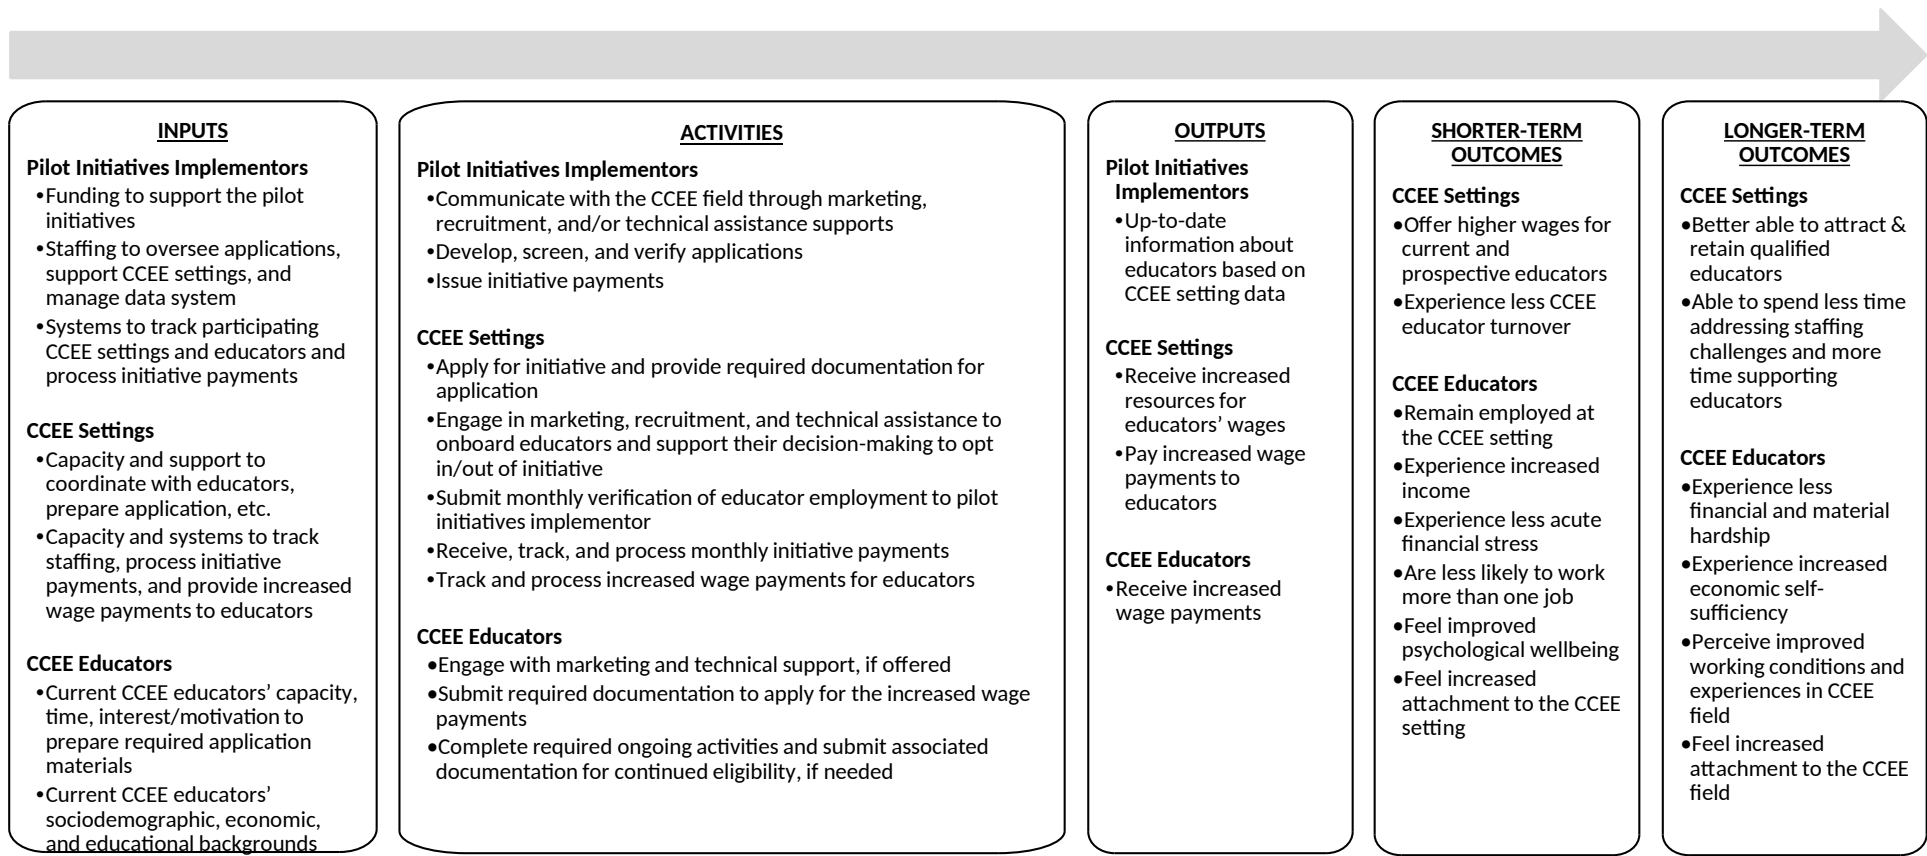 INPUTS
Pilot Initiatives Implementors
•Funding to support the pilot
initiatives
•Staffing to oversee applications,
support CCEE settings, and
manage data system
•Systems to track participating
CCEE settings and educators and
process initiative payments
CCEE Settings
•Capacity and support to
coordinate with educators,
prepare application, etc.
•Capacity and systems to track
staffing, process initiative
payments, and provide increased
wage payments to educators
CCEE Educators
•Current CCEE educators’ capacity,
time, interest/motivation to
prepare required application
materials
•Current CCEE educators’
sociodemographic, economic,
and educational backgrounds
ACTIVITIES
Pilot Initiatives Implementors
•Communicate with the CCEE field through marketing,
recruitment, and/or technical assistance supports
•Develop, screen, and verify applications
•Issue initiative payments
CCEE Settings
•Apply for initiative and provide required documentation for
application
•Engage in marketing, recruitment, and technical assistance to
onboard educators and support their decision-making to opt
in/out of initiative
•Submit monthly verification of educator employment to pilot
initiatives implementor
•Receive, track, and process monthly initiative payments
•Track and process increased wage payments for educators
CCEE Educators
•Engage with marketing and technical support, if offered
•Submit required documentation to apply for the increased wage
payments
•Complete required ongoing activities and submit associated
documentation for continued eligibility, if needed
OUTPUTS
Pilot Initiatives
Implementors
•Up-to-date
information about
educators based on
CCEE setting data
CCEE Settings
•Receive increased
resources for
educators’ wages
•Pay increased wage
payments to
educators
CCEE Educators
•Receive increased
wage payments
SHORTER-TERM
OUTCOMES
CCEE Settings
•Offer higher wages for
current and
prospective educators
•Experience less CCEE
educator turnover
CCEE Educators
•Remain employed at
the CCEE setting
•Experience increased
income
•Experience less acute
financial stress
•Are less likely to work
more than one job
•Feel improved
psychological wellbeing
•Feel increased
attachment to the CCEE
setting
LONGER-TERM
OUTCOMES
CCEE Settings
•Better able to attract &
retain qualified
educators
•Able to spend less time
addressing staffing
challenges and more
time supporting
educators
CCEE Educators
•Experience less
financial and material
hardship
•Experience increased
economic self-
sufficiency
•Perceive improved
working conditions and
experiences in CCEE
field
•Feel increased
attachment to the CCEE
field